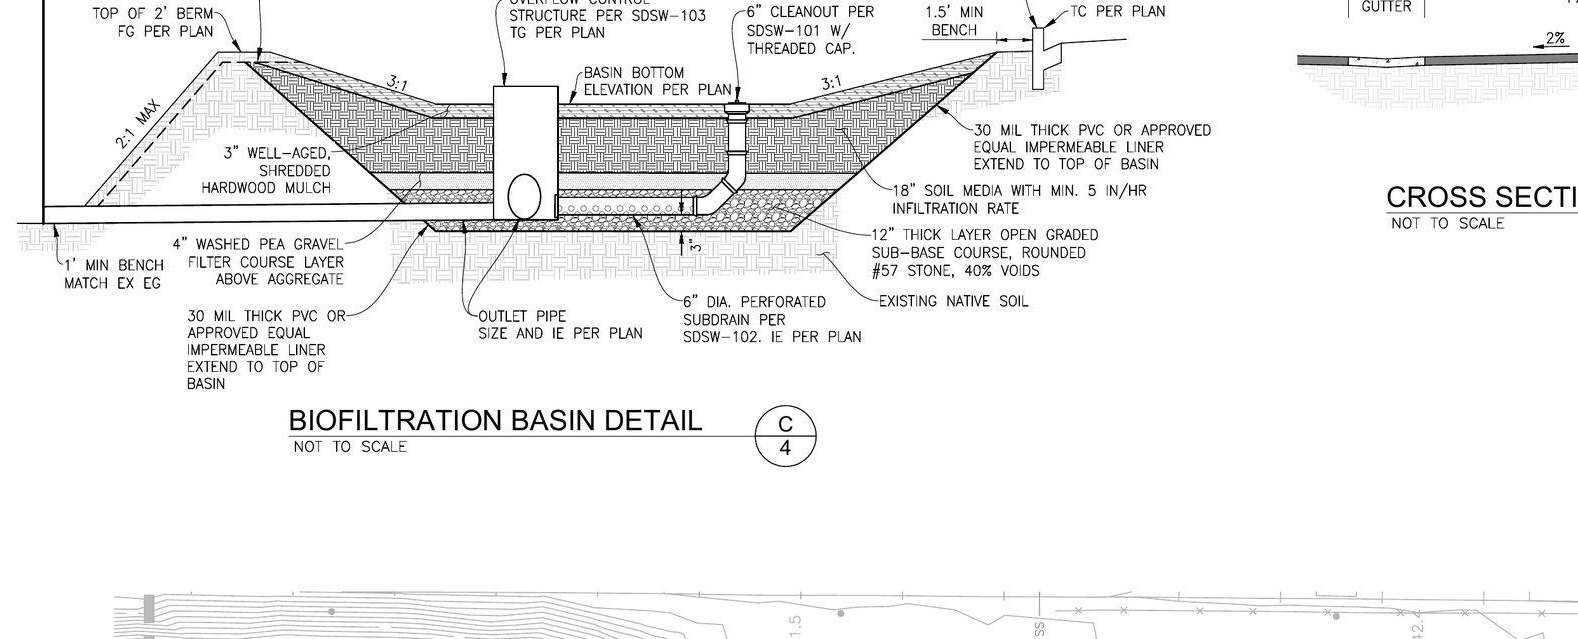 TOP OF 2' BERM
FG PER PLAN
OVERFLOW CONTROL
STRUCTURE PER SDSW-103
TG PER PLAN
6" CLEANOUT PER
SDSW-101 W/
THREADED CAP.
1.5' MIN
BENCH
TC PER PLAN
GUTTER
2%
3:1
BASIN BOTTOM
ELEVATION PER PLAN
3:1
2:1 MAX
30 MIL THICK PVC OR APPROVED
EQUAL IMPERMEABLE LINER
EXTEND TO TOP OF BASIN
3" WELL-AGED,
SHREDDED
HARDWOOD MULCH
18" SOIL MEDIA WITH MIN. 5 IN/HR
INFILTRATION RATE
CROSS SECTI
NOT TO SCALE
12" THICK LAYER OPEN GRADED
SUB-BASE COURSE, ROUNDED
#57 STONE, 40% VOIDS
4" WASHED PEA GRAVEL
FILTER COURSE LAYER
ABOVE AGGREGATE
3"
1' MIN BENCH
MATCH EX EG
EXISTING NATIVE SOIL
6" DIA. PERFORATED
SUBDRAIN PER
SDSW-102. IE PER PLAN
OUTLET PIPE
SIZE AND IE PER PLAN
30 MIL THICK PVC OR
APPROVED EQUAL
IMPERMEABLE LINER
EXTEND TO TOP OF
BASIN
BIOFILTRATION BASIN DETAIL
NOT TO SCALE
C
4
1.5
SS
42.4